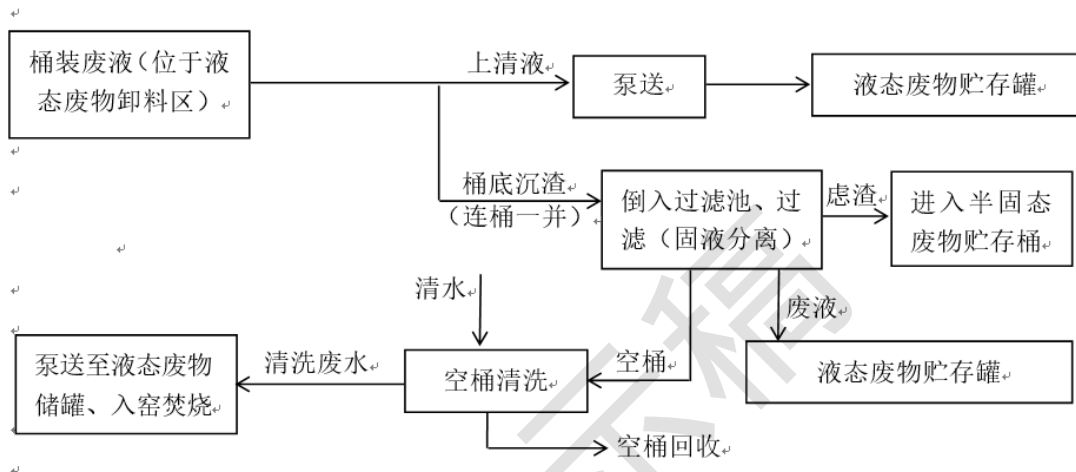 桶装废液（位于液
态废物卸料区）
上清液
泵送
液态废物贮存罐
桶底沉渣
（连桶一并）
倒入过滤池、过
滤（固液分离）
虑渣
进入半固态
废物贮存桶
清水
废液
泵送至液态废物
储罐、入窑焚烧
清洗废水
空桶清洗
空桶
液态废物贮存罐
空桶回收
示稿